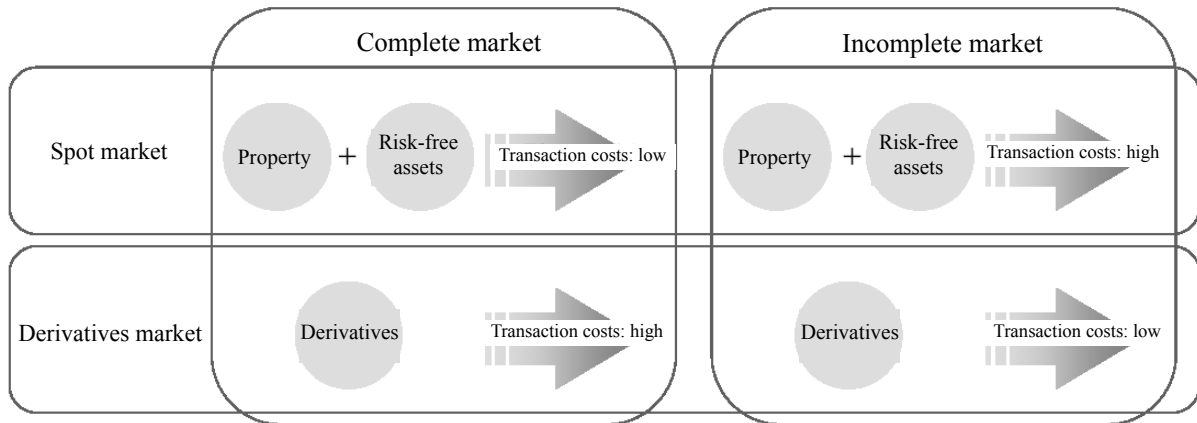 Complete market
Incomplete market
Spot market
Property
+
Risk-free
assets
Transaction costs: low
Property
+
Risk-free
assets
Transaction costs: high
Derivatives market
Derivatives
Transaction costs: high
Derivatives
Transaction costs: low